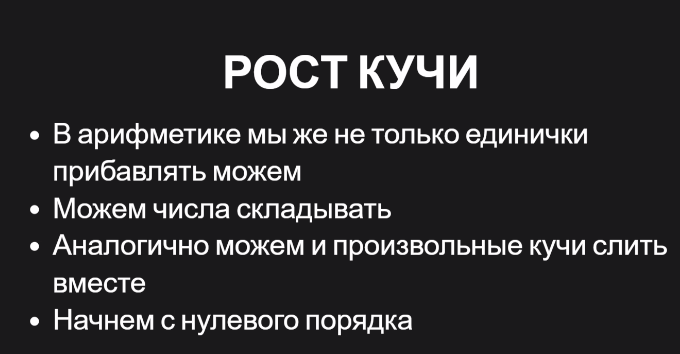 РОСТ КУЧИ
• В арифметике мы же не только единички
прибавлять можем
• Можем числа складывать
• Аналогично можем и произвольные кучи слить
вместе
• Начнем с нулевого порядка